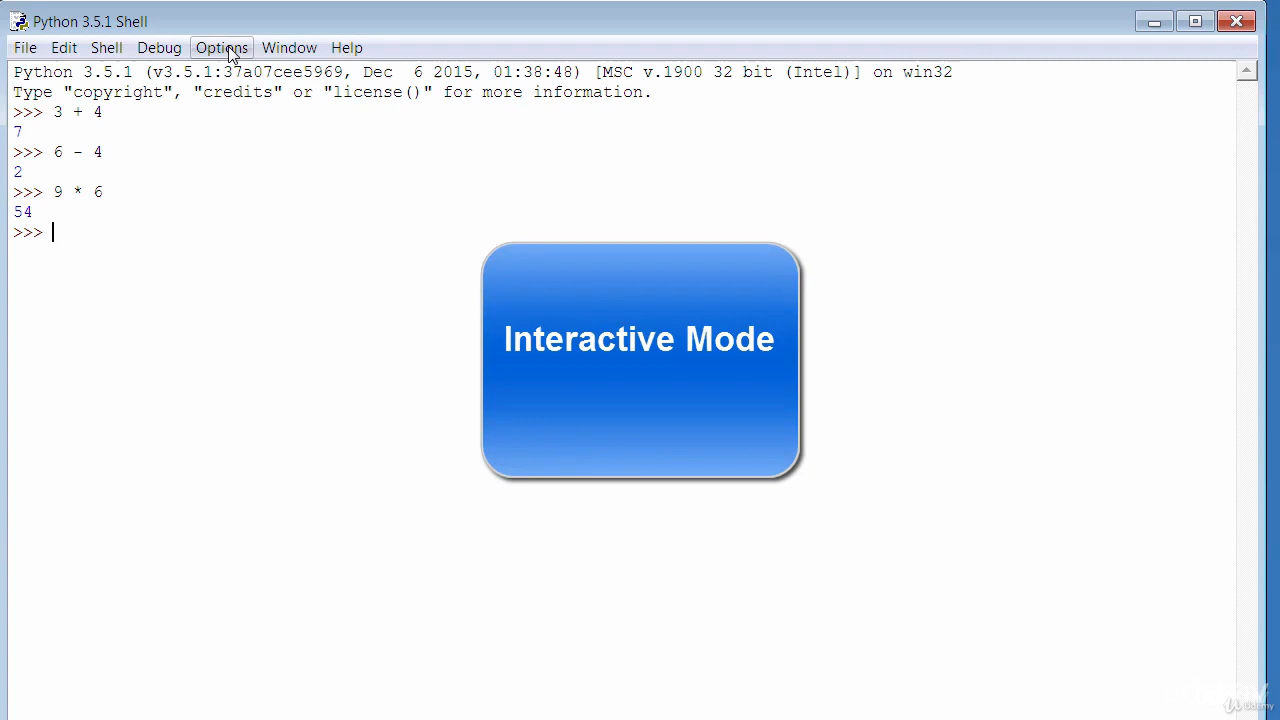 Python 3.5.1 Shell
File Edit Shell Debug Options Window Help
Python 3.5.1 (v3.5.1:37a07cee5969, Dec  6 2015, 01:38:48) [MSC v.1900 32 bit (Intel)] on win32
Type "copyright", "credits" or "license()" for more information.
>>> 3 + 4
7
>>> 6 - 4
2
>>> 9 * 6
54
>>>
Interactive Mode
Udemy